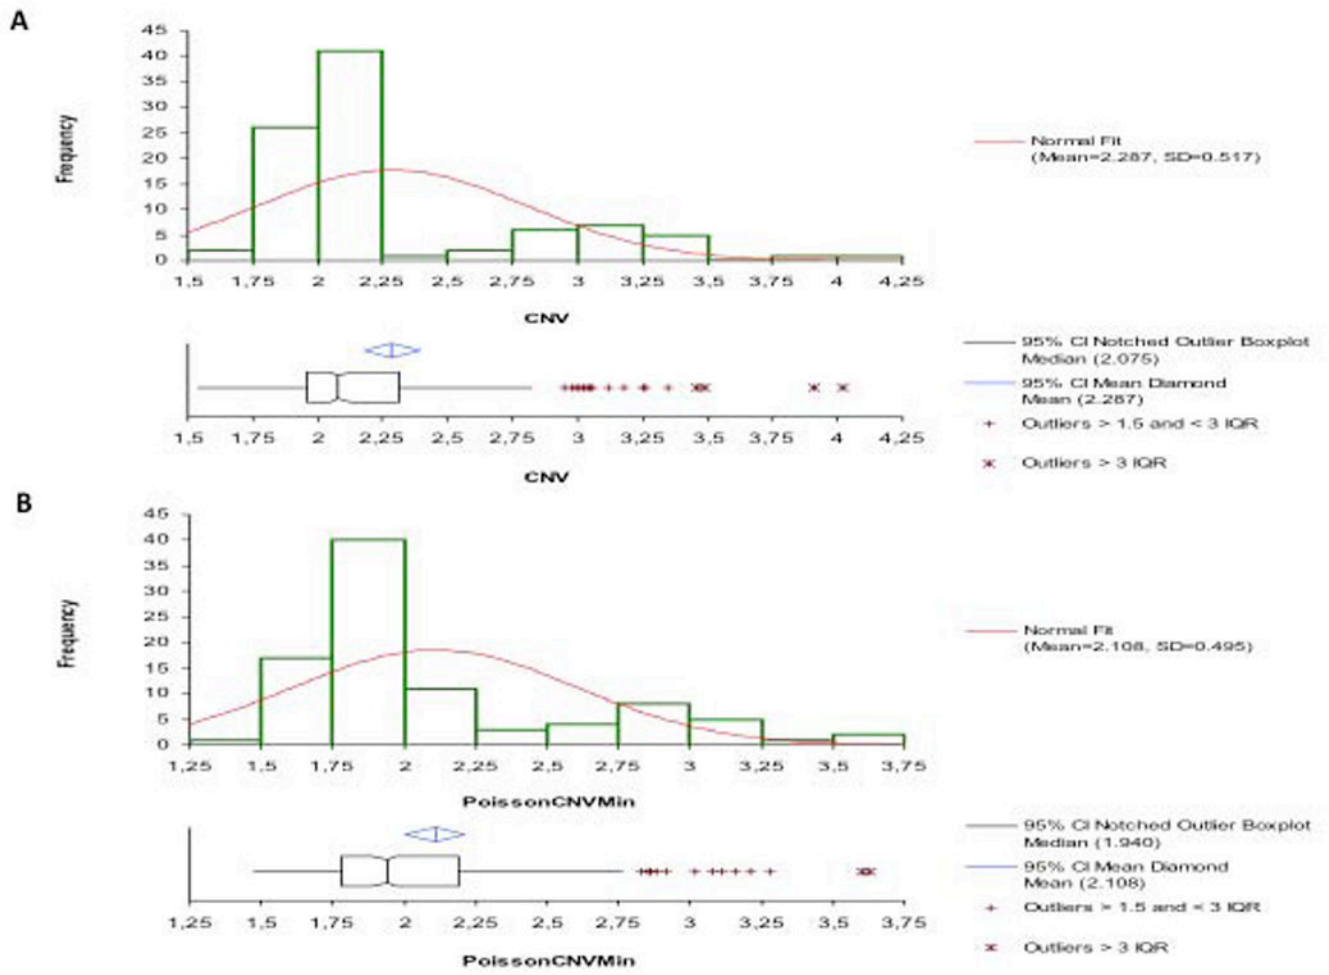 A
45
40
35
30
25
20
15
10
5
0
Frequency
1,5 1,75 2 2,25 2,5 2,75 3 3,25 3,5 3,75 4 4,25
CNV
Normal Fit
(Mean=2.287, SD=0.517)
1,5 1,75 2 2,25 2,5 2,75 3 3,25 3,5 3,75 4 4,25
CNV
95% CI Notched Outlier Boxplot
Median (2.075)
95% CI Mean Diamond
Mean (2.287)
Outliers > 1.5 and < 3 IQR
Outliers > 3 IQR
B
45
40
35
30
25
20
15
10
5
0
Frequency
1,25 1,5 1,75 2 2,25 2,5 2,75 3 3,25 3,5 3,75
PoissonCNVMin
Normal Fit
(Mean=2.108, SD=0.495)
1,25 1,5 1,75 2 2,25 2,5 2,75 3 3,25 3,5 3,75
PoissonCNVMin
95% CI Notched Outlier Boxplot
Median (1.940)
95% CI Mean Diamond
Mean (2.108)
Outliers > 1.5 and < 3 IQR
Outliers > 3 IQR